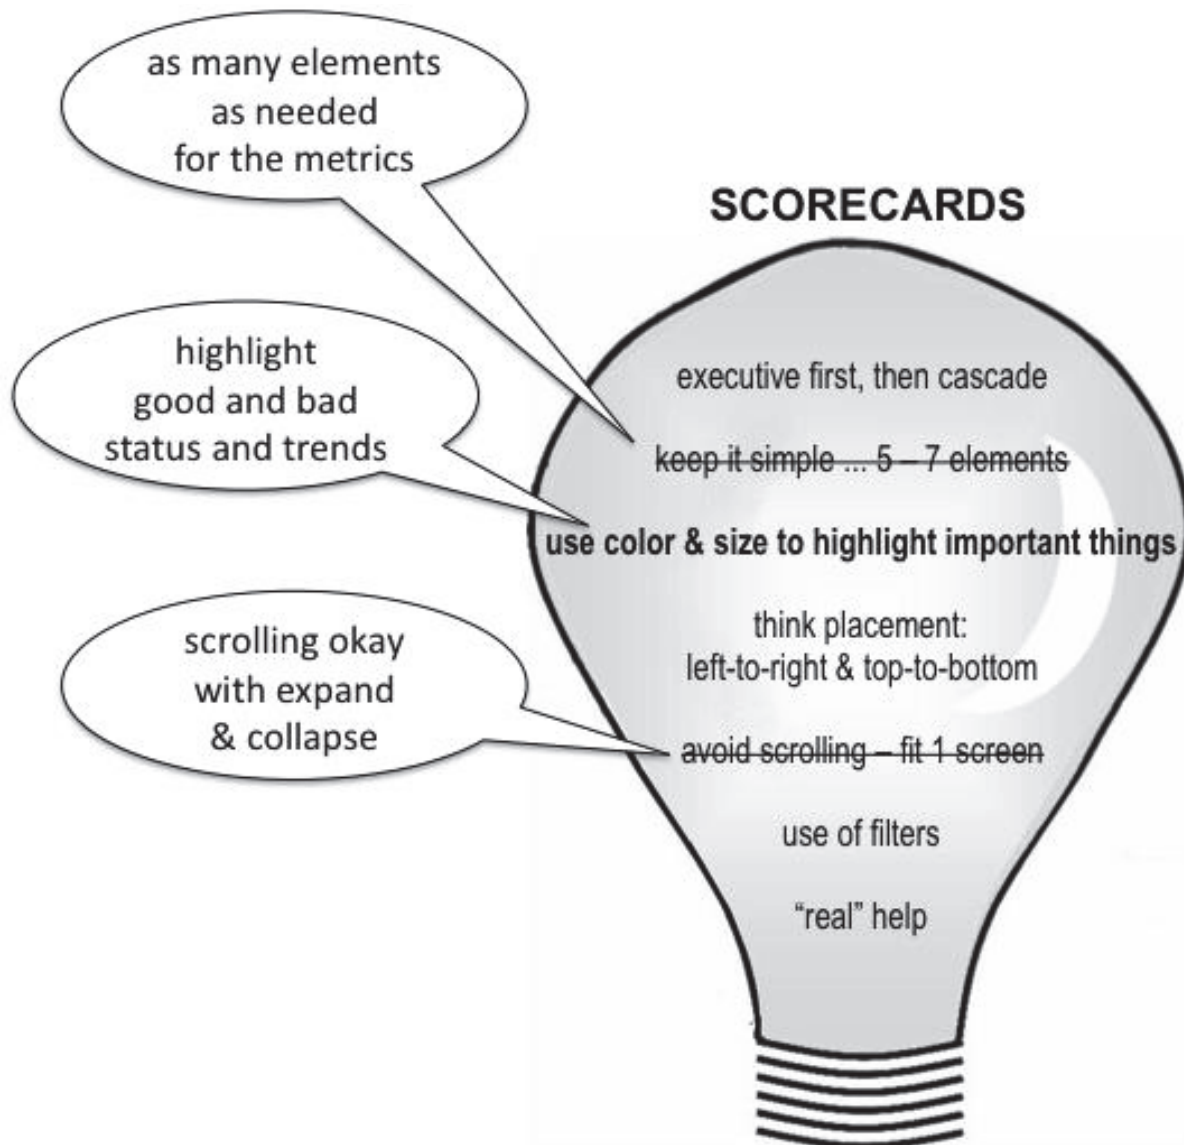 as many elements
as needed
for the metrics
SCORECARDS
highlight
good and bad
status and trends
executive first, then cascade
keep it simple ... 5 – 7 elements
use color & size to highlight important things
scrolling okay
with expand
& collapse
think placement:
left-to-right & top-to-bottom
avoid scrolling – fit 1 screen
use of filters
“real” help